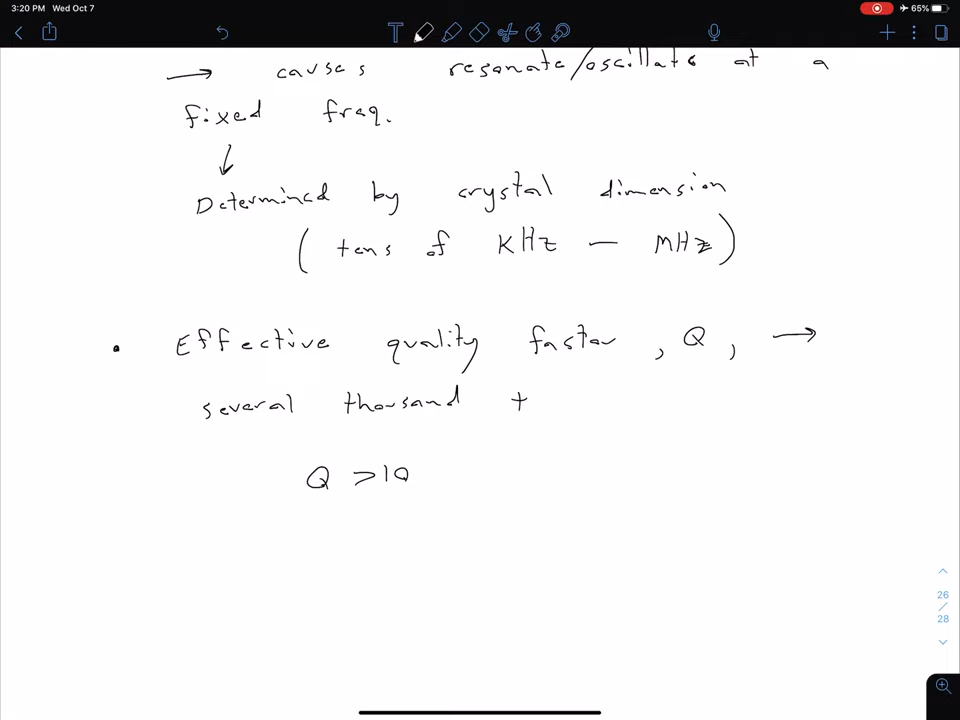 3:20 PM Wed Oct 7
65%
→ causes resonate/oscillate at a
fixed freq.
↓
Determined by crystal dimension
( tens of KHz — MHz )
• Effective quality factor , Q , →
several thousand +
Q >10
26
/
28